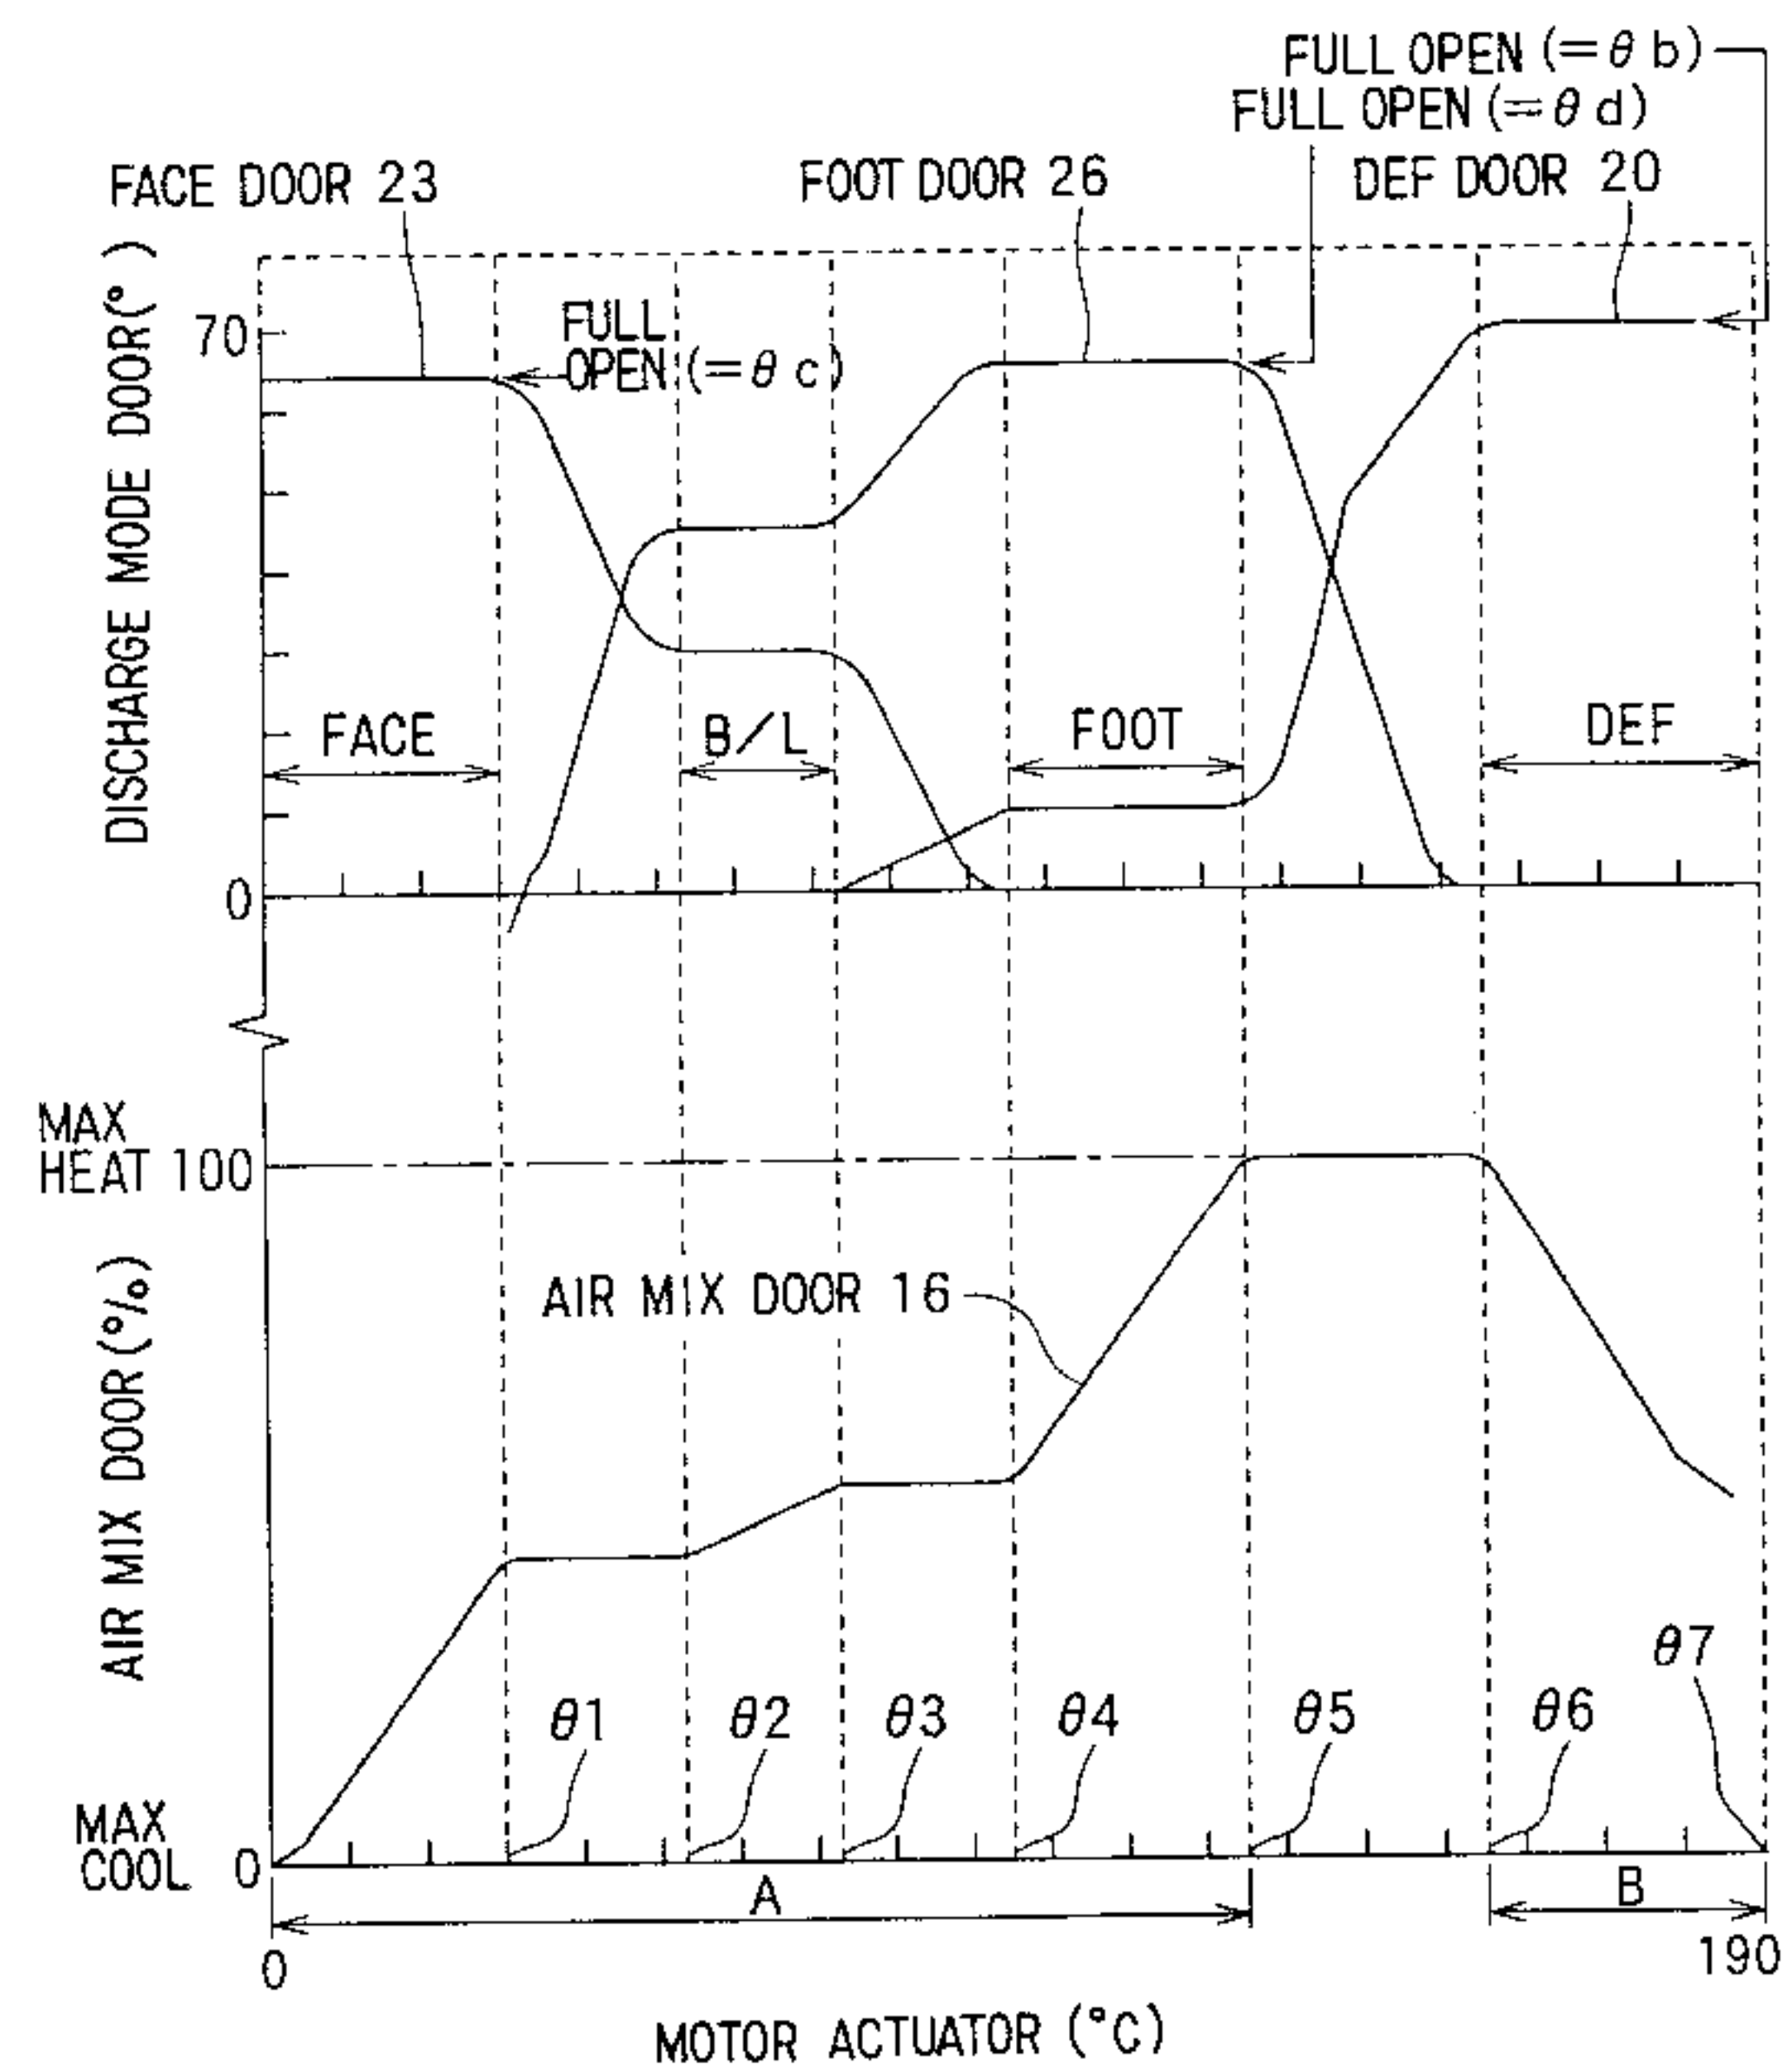 FULL OPEN (=θ b)
FULL OPEN (=θ d)
FACE DOOR 23
FOOT DOOR 26
DEF DOOR 20
DISCHARGE MODE DOOR(°)
70
FULL
OPEN (=θ c)
FACE
B/L
FOOT
DEF
0
MAX
HEAT 100
AIR MIX DOOR(%)
AIR MIX DOOR 16
θ1
θ2
θ3
θ4
θ5
θ6
θ7
MAX
COOL 0
A
B
0
190
MOTOR ACTUATOR (°C)